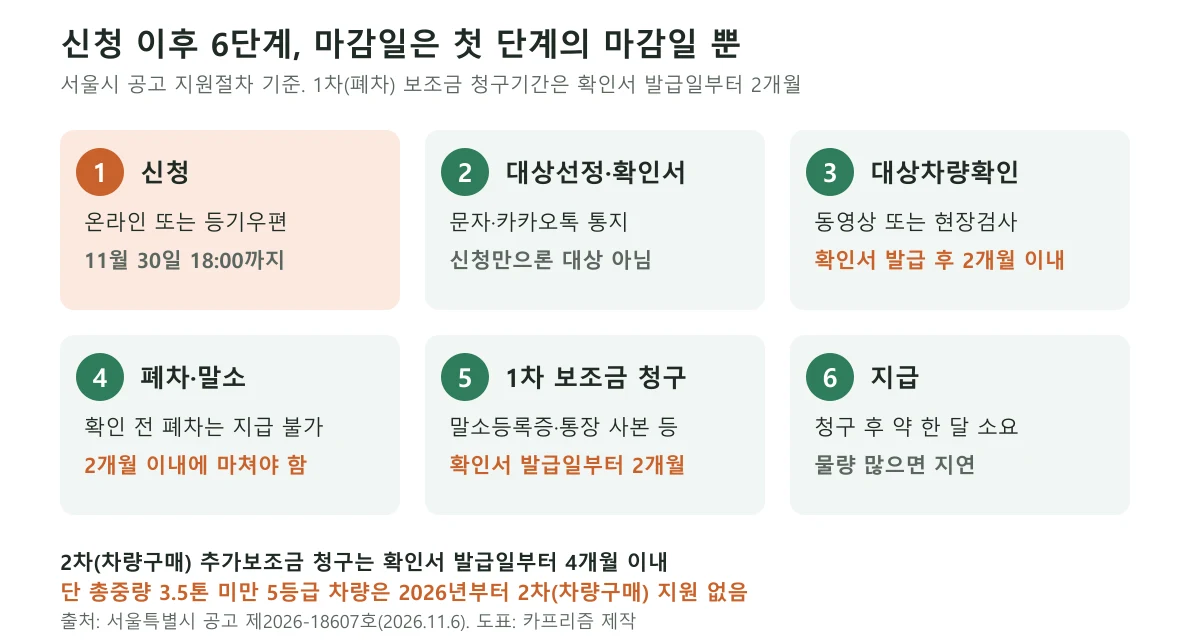 신청 이후 6단계, 마감일은 첫 단계의 마감일 뿐
서울시 공고 지원절차 기준. 1차(폐차) 보조금 청구기간은 확인서 발급일부터 2개월
1 신청
온라인 또는 등기우편
11월 30일 18:00까지
2 대상선정·확인서
문자·카카오톡 통지
신청만으론 대상 아님
3 대상차량확인
동영상 또는 현장검사
확인서 발급 후 2개월 이내
4 폐차·말소
확인 전 폐차는 지급 불가
2개월 이내에 마쳐야 함
5 1차 보조금 청구
말소등록증·통장 사본 등
확인서 발급일부터 2개월
6 지급
청구 후 약 한 달 소요
물량 많으면 지연
2차(차량구매) 추가보조금 청구는 확인서 발급일부터 4개월 이내
단 총중량 3.5톤 미만 5등급 차량은 2026년부터 2차(차량구매) 지원 없음
출처: 서울특별시 공고 제2026-18607호(2026.11.6). 도표: 카프리즘 제작